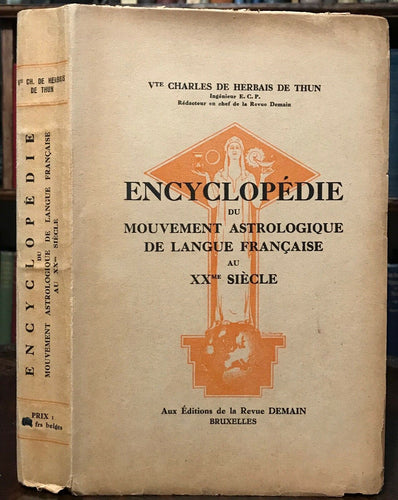 Vte CH. DE HERBAIS
DE THUN
ENCYCLOPÉDIE
DU
MOUVEMENT ASTROLOGIQUE DE LANGUE FRANÇAISE
AU XXme SIÈCLE
PRIX :
frs belges
Vte CHARLES DE HERBAIS DE THUN
Ingénieur E. C. P.
Rédacteur en chef de la Revue Demain
ENCYCLOPÉDIE
DU
MOUVEMENT ASTROLOGIQUE
DE LANGUE FRANÇAISE
AU
XXME SIÈCLE
Aux Éditions de la Revue DEMAIN
BRUXELLES